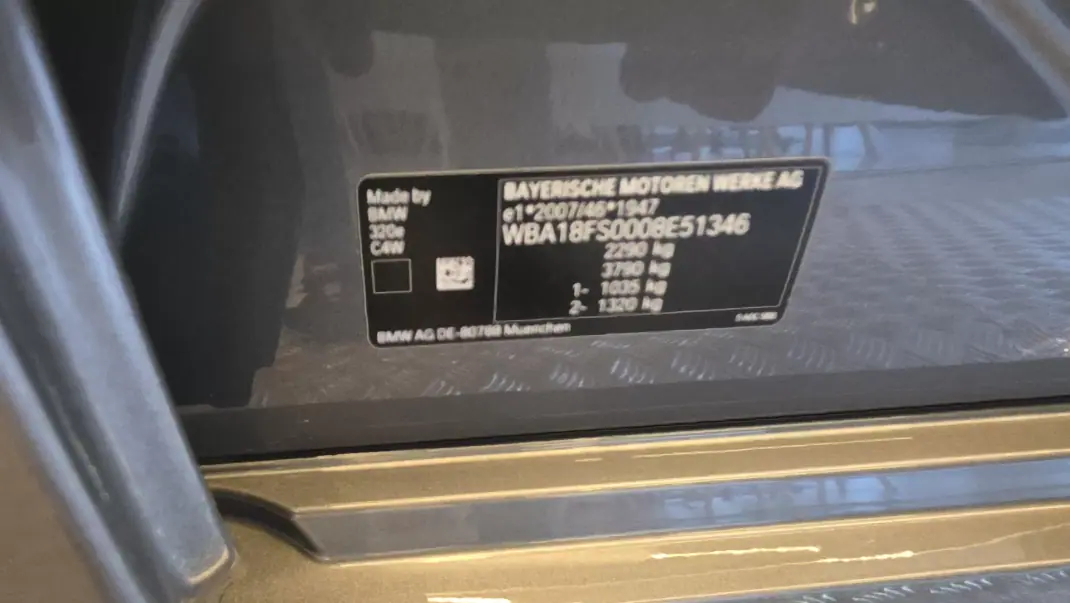 Made by
BMW
320e
C4W
BAYERISCHE MOTOREN WERKE AG
e1*2007/46*1947
WBA18FS0008E51346
2290 kg
3790 kg
1- 1035 kg
2- 1320 kg
BMW AG DE-80788 Muenchen